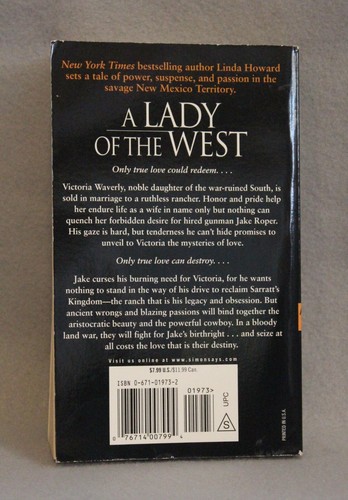 New York Times bestselling author Linda Howard
sets a tale of power, suspense, and passion in the
savage New Mexico Territory.
A LADY
OF THE WEST
Only true love could redeem. . . .
Victoria Waverly, noble daughter of the war-ruined South,
is sold in marriage to a ruthless rancher. Honor and pride help
her endure life as a wife in name only but nothing can
quench her forbidden desire for hired gunman Jake Roper.
His gaze is hard, but tenderness he can't hide promises to
unveil to Victoria the mysteries of love.
Only true love can destroy. . . .
Jake curses his burning need for Victoria, for he wants
nothing to stand in the way of his drive to reclaim Sarratt's
Kingdom—the ranch that is his legacy and obsession. But
ancient wrongs and blazing passions will bind together the
aristocratic beauty and the powerful cowboy. In a bloody
land war, they will fight for Jake's birthright . . . and seize at
all costs the love that is their destiny.
Visit us online at www.simonsays.com
$7.99 U.S./$11.99 Can.
ISBN 0-671-01973-2
01973>
0 76714 00799 4
UPC
S
PRINTED IN U.S.A.